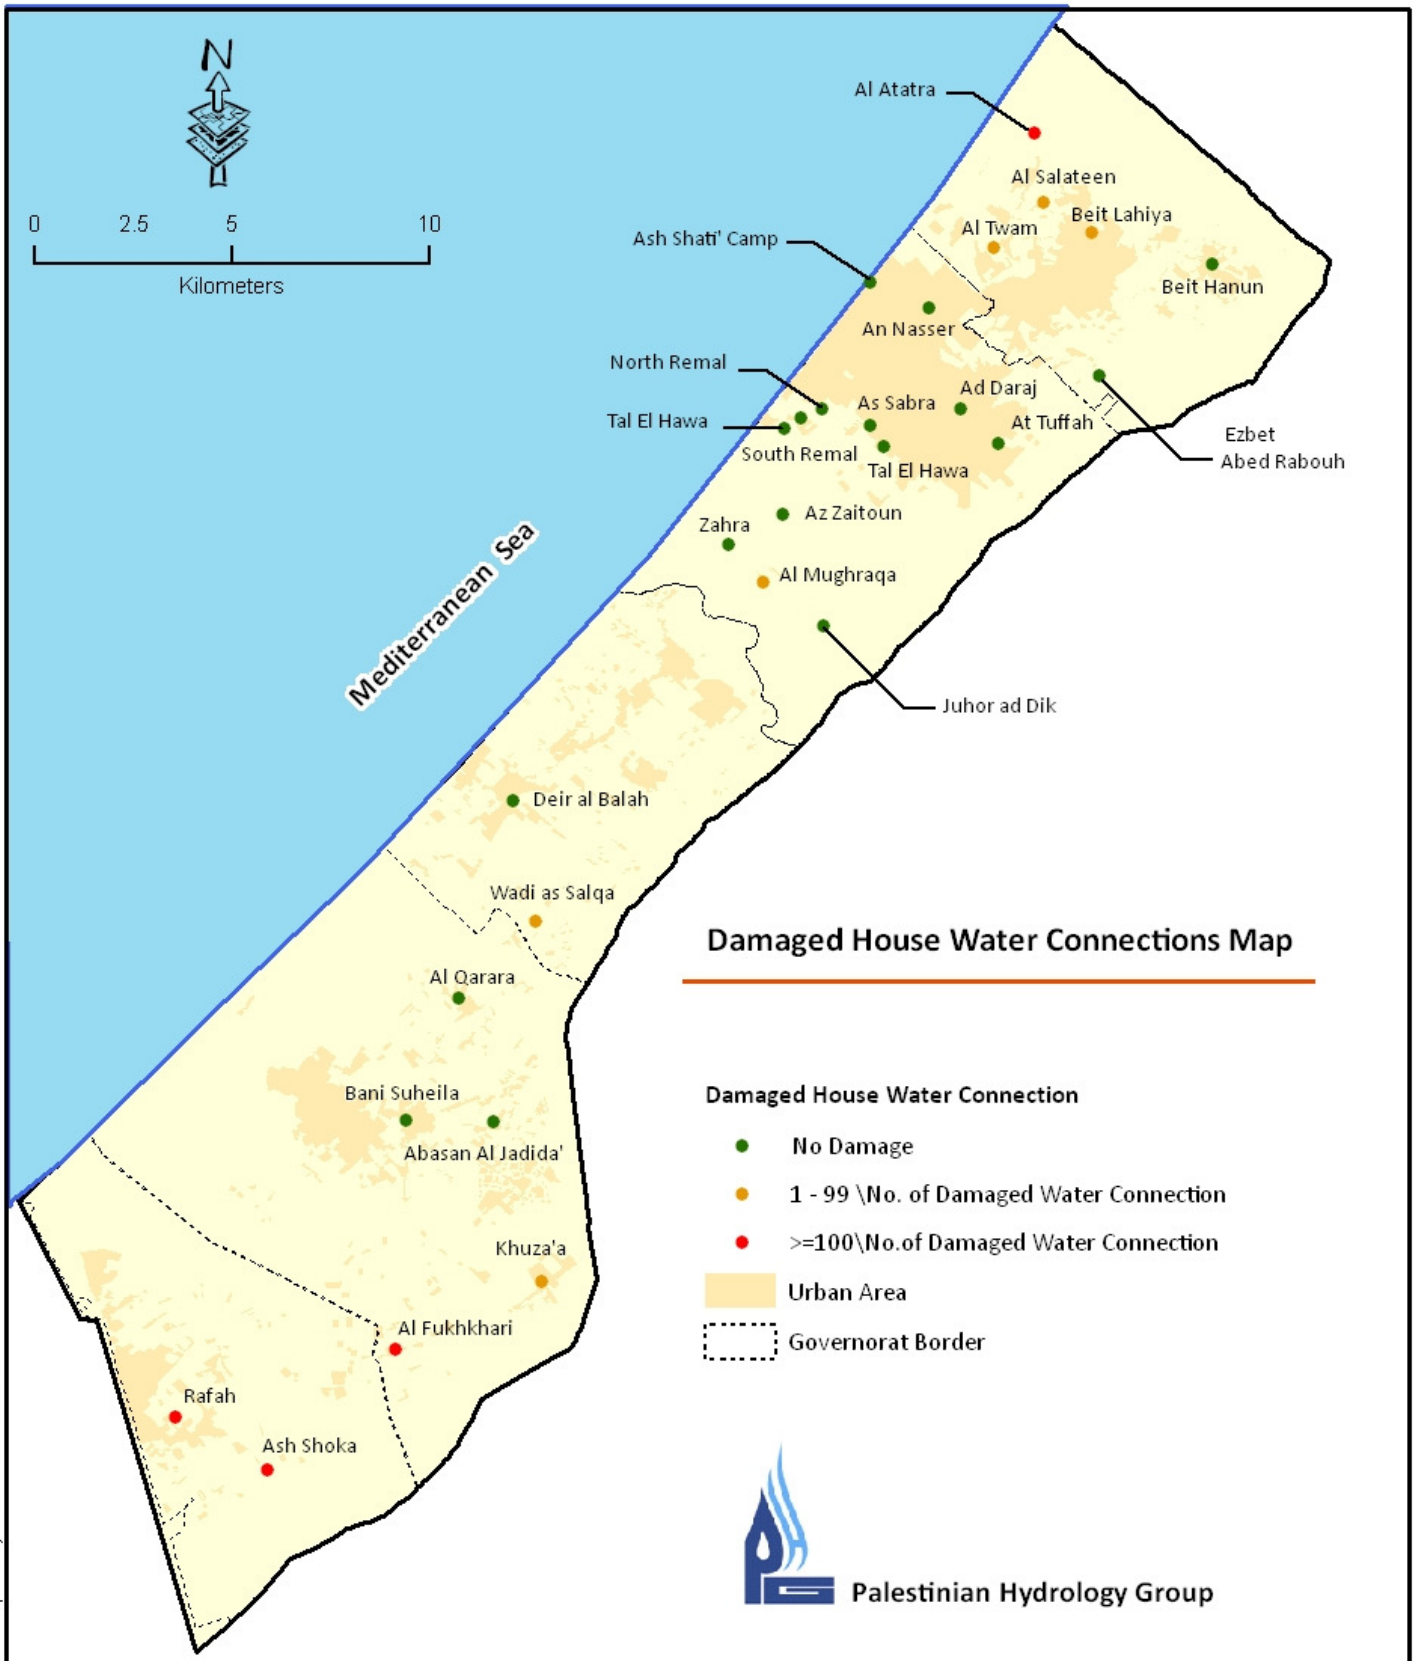 N
0 2.5 5 10
Kilometers
Al Atatra
Al Salateen
Beit Lahiya
Al Twam
Ash Shati' Camp
Beit Hanun
An Nasser
North Remal
Ad Daraj
As Sabra
Tal El Hawa
At Tuffah
South Remal
Tal El Hawa
Ezbet
Abed Rabouh
Az Zaitoun
Zahra
Al Mughraqa
Mediterranean Sea
Juhor ad Dik
Deir al Balah
Wadi as Salqa
Al Qarara
Bani Suheila
Abasan Al Jadida'
Khuza'a
Al Fukhkhari
Rafah
Ash Shoka
Damaged House Water Connections Map
Damaged House Water Connection
No Damage
1 - 99 \No. of Damaged Water Connection
>=100\No.of Damaged Water Connection
Urban Area
Governorat Border
PHG
Palestinian Hydrology Group